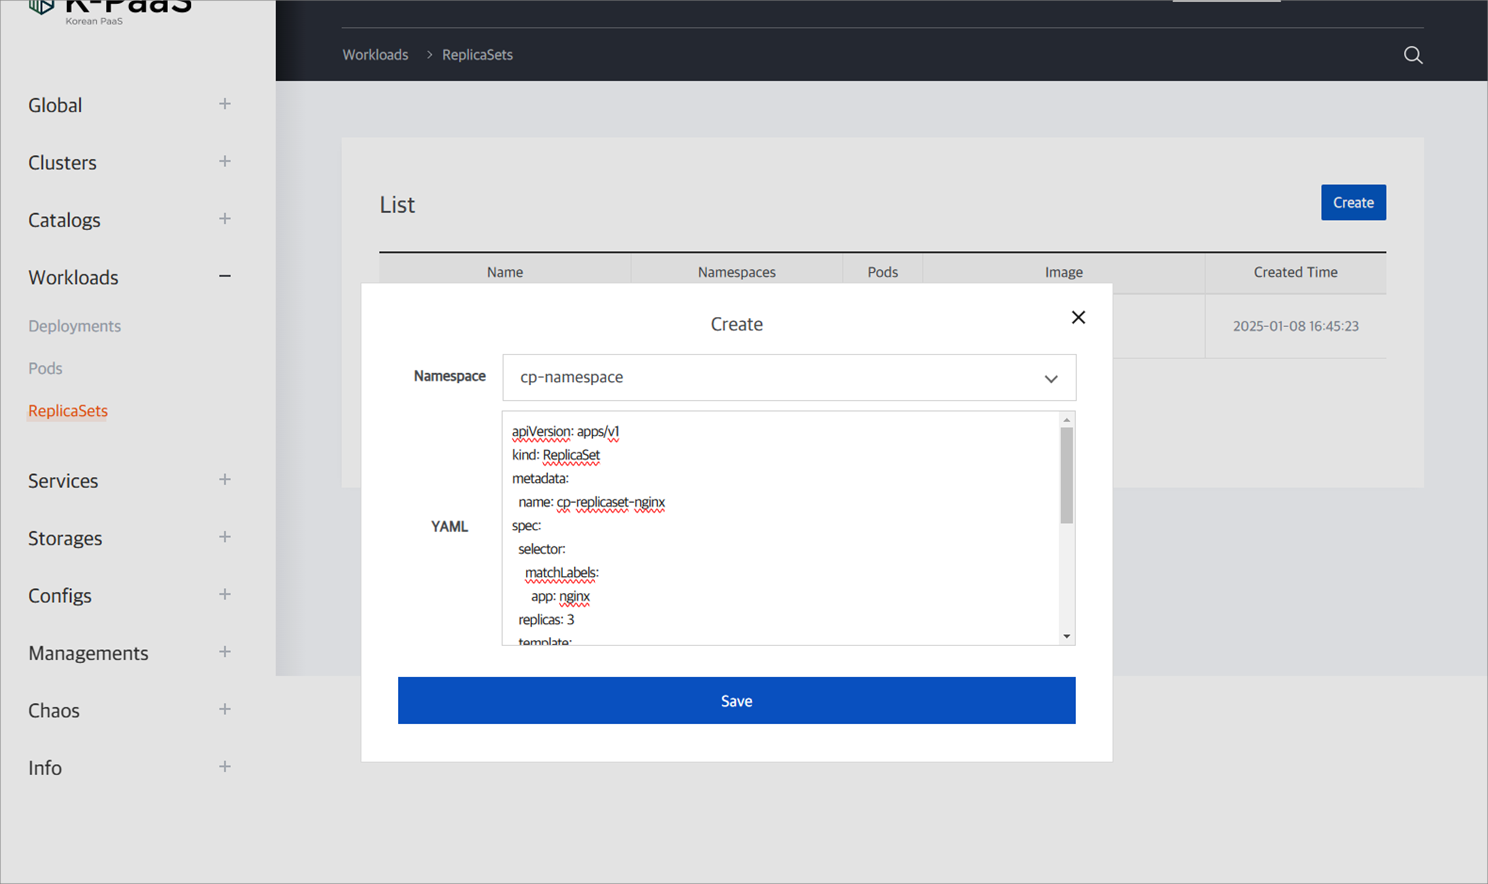 K-PaaS
Korean PaaS
Workloads > ReplicaSets
Global
Clusters
Catalogs
Workloads
Deployments
Pods
ReplicaSets
Services
Storages
Configs
Managements
Chaos
Info
List
Create
Name Namespaces Pods Image Created Time
2025-01-08 16:45:23
Create
Namespace cp-namespace
YAML
apiVersion: apps/v1
kind: ReplicaSet
metadata:
  name: cp-replicaset-nginx
spec:
  selector:
    matchLabels:
      app: nginx
  replicas: 3
  template:
Save